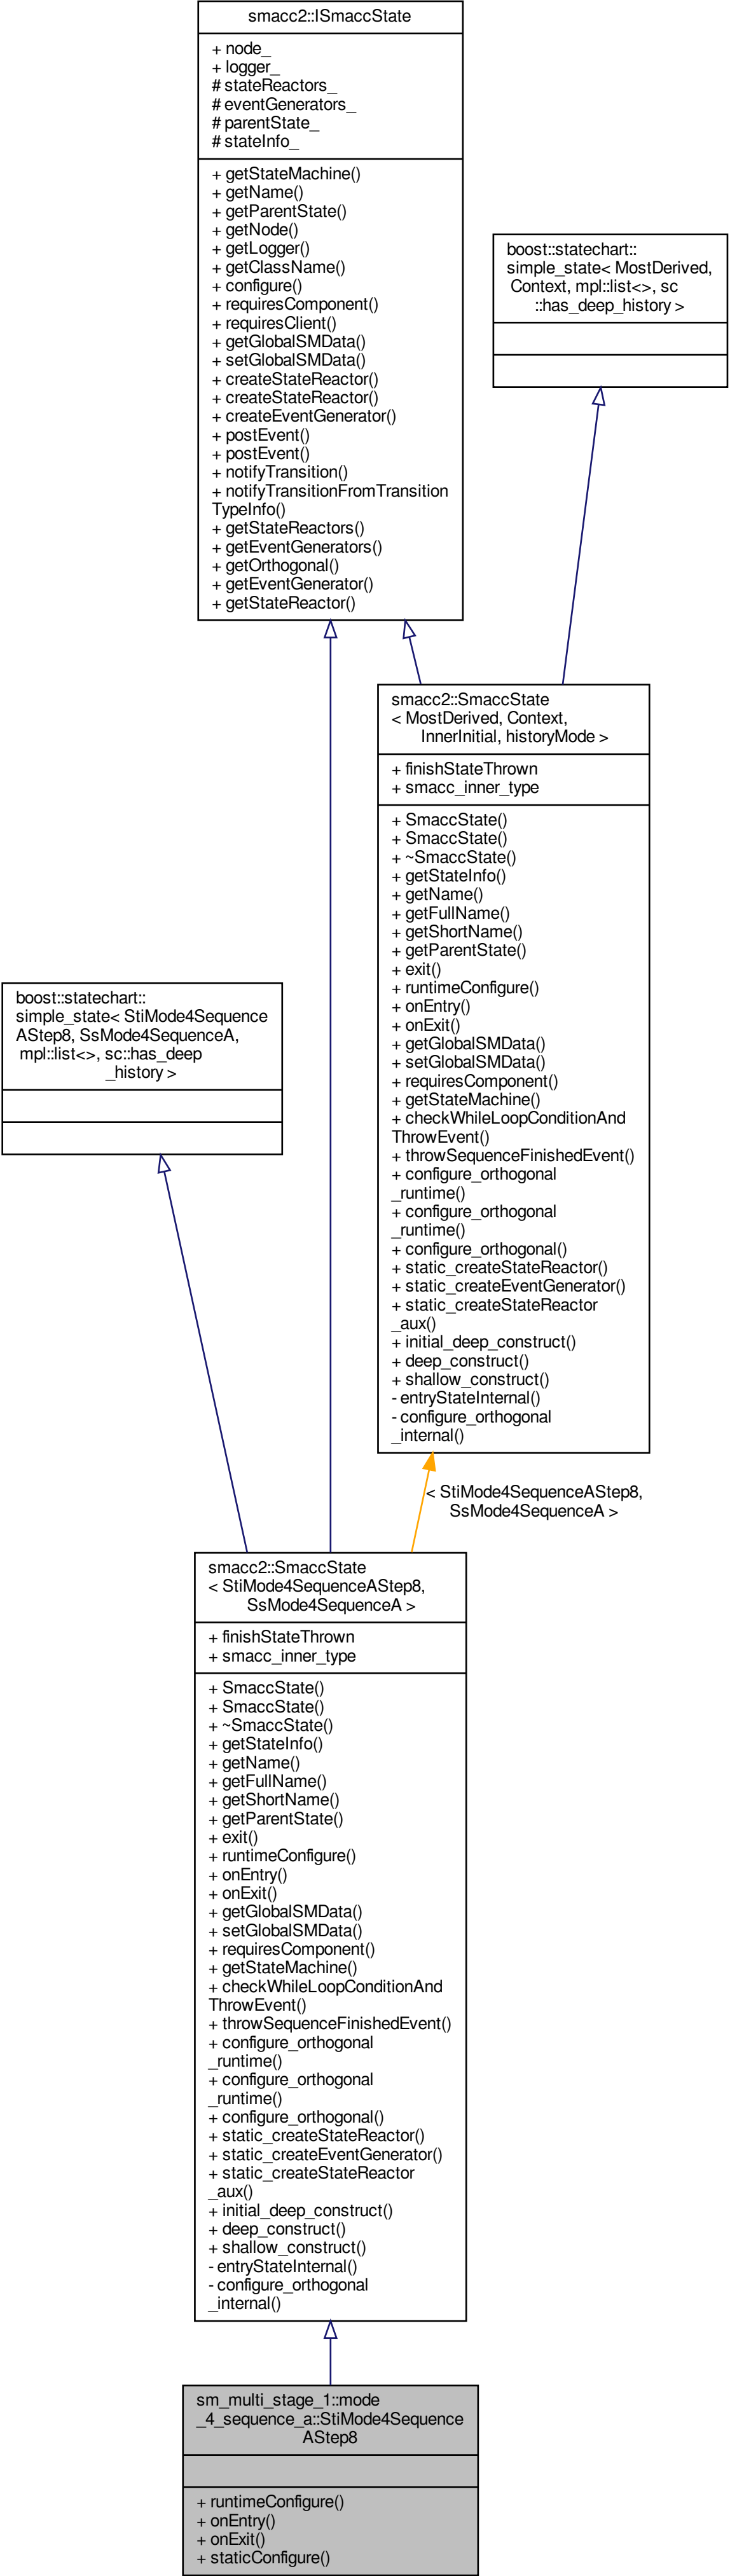 smacc2::ISmaccState
+ node_
+ logger_
# stateReactors_
# eventGenerators_
# parentState_
# stateInfo_
+ getStateMachine()
+ getName()
+ getParentState()
+ getNode()
+ getLogger()
+ getClassName()
+ configure()
+ requiresComponent()
+ requiresClient()
+ getGlobalSMData()
+ setGlobalSMData()
+ createStateReactor()
+ createStateReactor()
+ createEventGenerator()
+ postEvent()
+ postEvent()
+ notifyTransition()
+ notifyTransitionFromTransition
TypeInfo()
+ getStateReactors()
+ getEventGenerators()
+ getOrthogonal()
+ getEventGenerator()
+ getStateReactor()
boost::statechart::
simple_state< MostDerived,
Context, mpl::list<>, sc
::has_deep_history >
smacc2::SmaccState
< MostDerived, Context,
InnerInitial, historyMode >
+ finishStateThrown
+ smacc_inner_type
+ SmaccState()
+ SmaccState()
+ ~SmaccState()
+ getStateInfo()
+ getName()
+ getFullName()
+ getShortName()
+ getParentState()
+ exit()
+ runtimeConfigure()
+ onEntry()
+ onExit()
+ getGlobalSMData()
+ setGlobalSMData()
+ requiresComponent()
+ getStateMachine()
+ checkWhileLoopConditionAnd
ThrowEvent()
+ throwSequenceFinishedEvent()
+ configure_orthogonal
_runtime()
+ configure_orthogonal
_runtime()
+ configure_orthogonal()
+ static_createStateReactor()
+ static_createEventGenerator()
+ static_createStateReactor
_aux()
+ initial_deep_construct()
+ deep_construct()
+ shallow_construct()
- entryStateInternal()
- configure_orthogonal
_internal()
boost::statechart::
simple_state< StiMode4Sequence
AStep8, SsMode4SequenceA,
mpl::list<>, sc::has_deep
_history >
< StiMode4SequenceAStep8,
SsMode4SequenceA >
smacc2::SmaccState
< StiMode4SequenceAStep8,
SsMode4SequenceA >
+ finishStateThrown
+ smacc_inner_type
+ SmaccState()
+ SmaccState()
+ ~SmaccState()
+ getStateInfo()
+ getName()
+ getFullName()
+ getShortName()
+ getParentState()
+ exit()
+ runtimeConfigure()
+ onEntry()
+ onExit()
+ getGlobalSMData()
+ setGlobalSMData()
+ requiresComponent()
+ getStateMachine()
+ checkWhileLoopConditionAnd
ThrowEvent()
+ throwSequenceFinishedEvent()
+ configure_orthogonal
_runtime()
+ configure_orthogonal
_runtime()
+ configure_orthogonal()
+ static_createStateReactor()
+ static_createEventGenerator()
+ static_createStateReactor
_aux()
+ initial_deep_construct()
+ deep_construct()
+ shallow_construct()
- entryStateInternal()
- configure_orthogonal
_internal()
sm_multi_stage_1::mode
_4_sequence_a::StiMode4Sequence
AStep8
+ runtimeConfigure()
+ onEntry()
+ onExit()
+ staticConfigure()